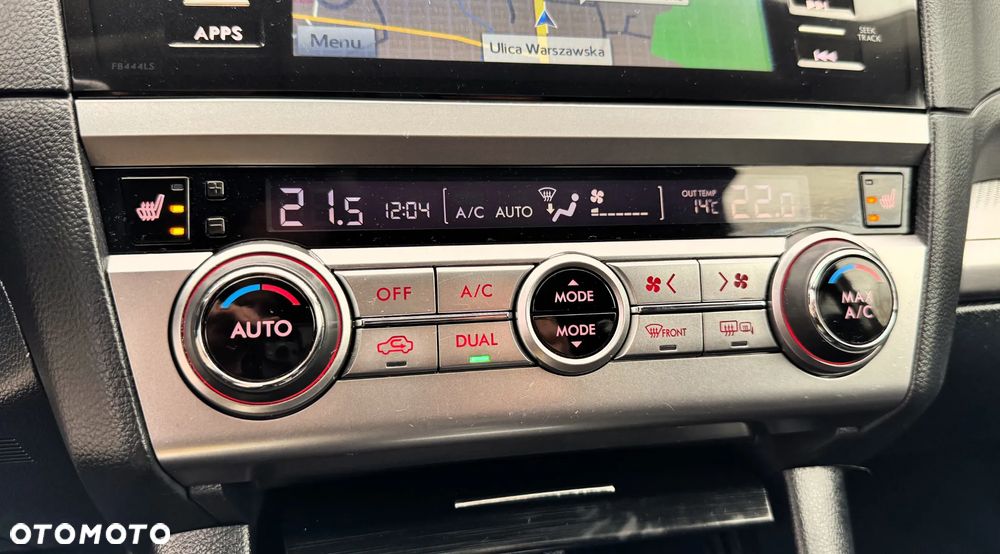 APPS
FB444LS
Menu
Ulica Warszawska
SEEK
TRACK
21.5
12:04
A/C AUTO
OUT TEMP
14°C
22.0
AUTO
OFF
A/C
DUAL
MODE
MODE
FRONT
MAX
A/C
OTOMOTO